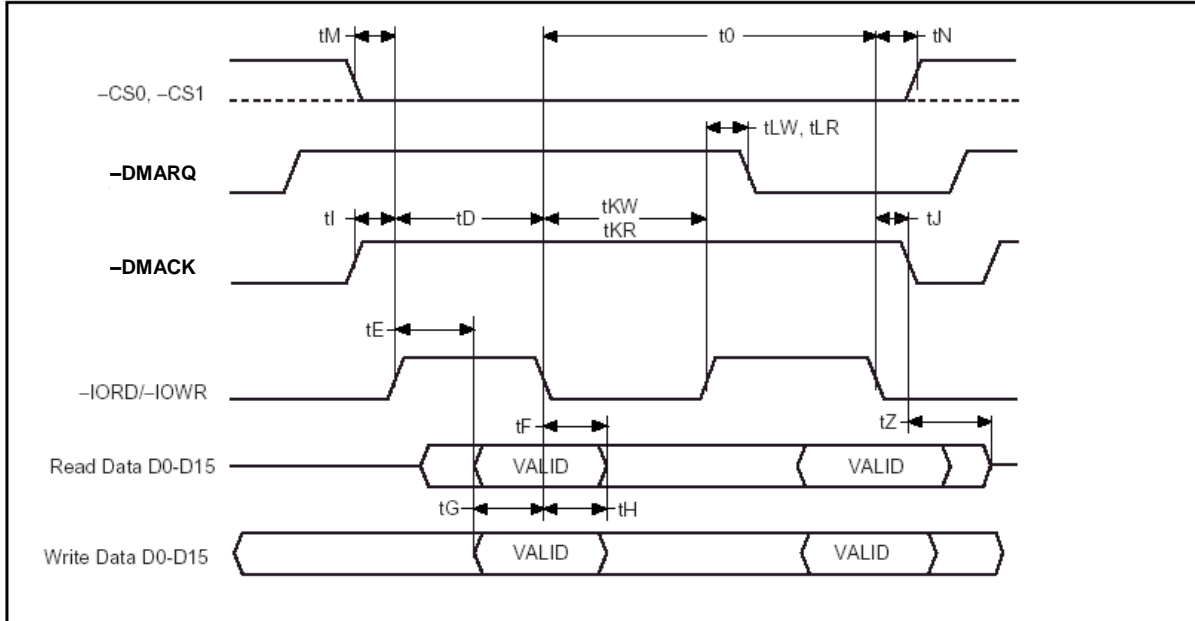 tM
t0
tN
–CS0, –CS1
tLW, tLR
–DMARQ
tI
tD
tKW
tKR
tJ
–DMACK
tE
–IORD/–IOWR
tF
tZ
Read Data D0-D15
VALID
VALID
tG
tH
Write Data D0-D15
VALID
VALID